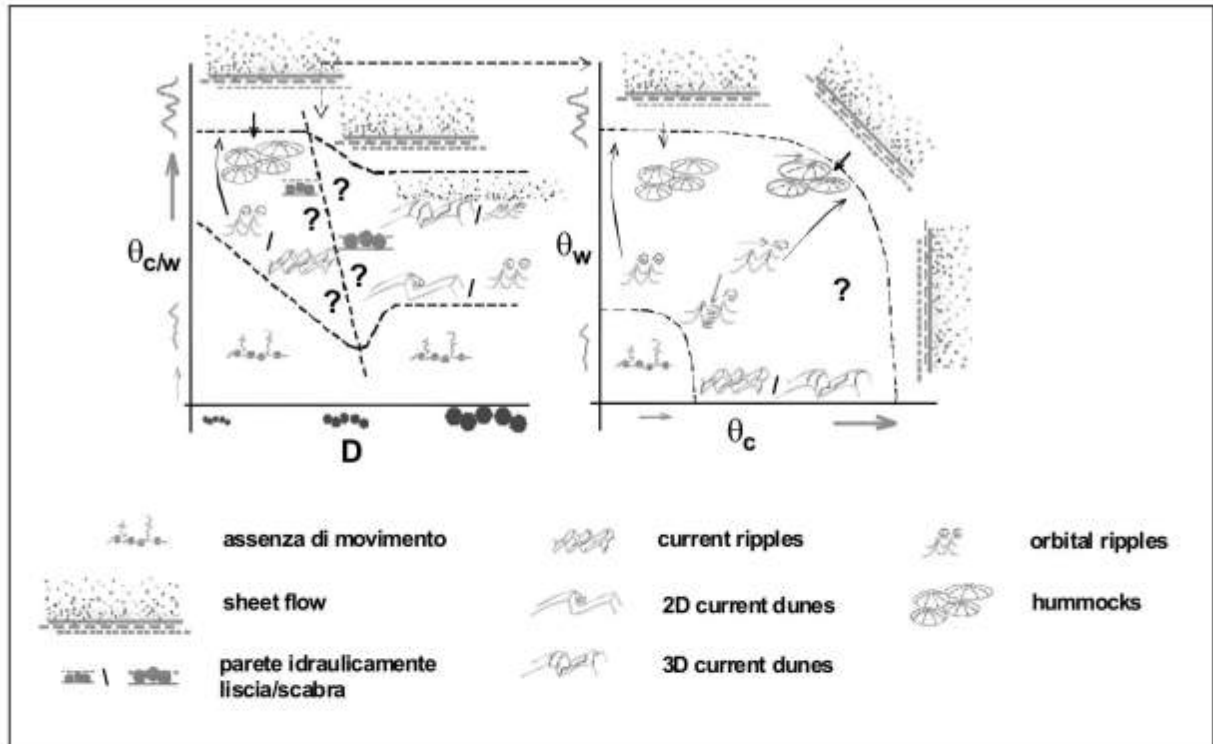 θc/w
?
?
?
?
D
θw
?
θc
assenza di movimento
current ripples
orbital ripples
sheet flow
2D current dunes
hummocks
\
parete idraulicamente
liscia/scabra
3D current dunes
/
/
/
/